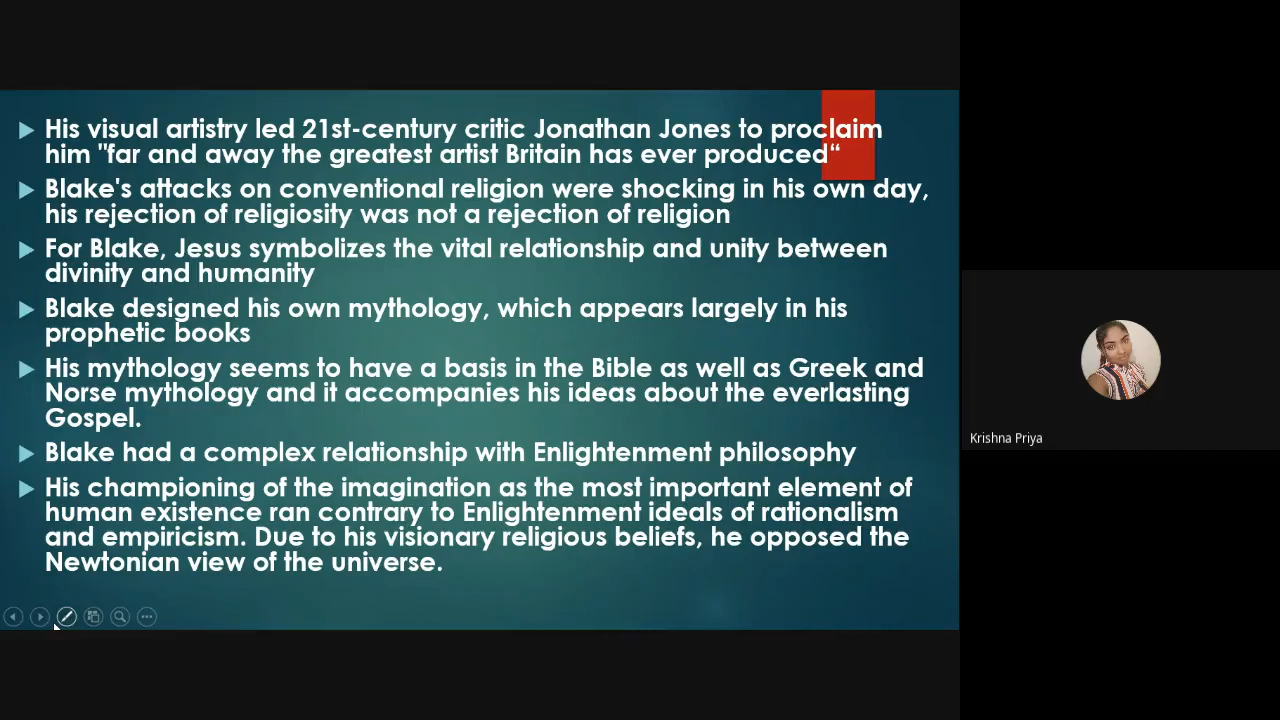 His visual artistry led 21st-century critic Jonathan Jones to proclaim
him "far and away the greatest artist Britain has ever produced“
Blake's attacks on conventional religion were shocking in his own day,
his rejection of religiosity was not a rejection of religion
For Blake, Jesus symbolizes the vital relationship and unity between
divinity and humanity
Blake designed his own mythology, which appears largely in his
prophetic books
His mythology seems to have a basis in the Bible as well as Greek and
Norse mythology and it accompanies his ideas about the everlasting
Gospel.
Blake had a complex relationship with Enlightenment philosophy
His championing of the imagination as the most important element of
human existence ran contrary to Enlightenment ideals of rationalism
and empiricism. Due to his visionary religious beliefs, he opposed the
Newtonian view of the universe.
Krishna Priya